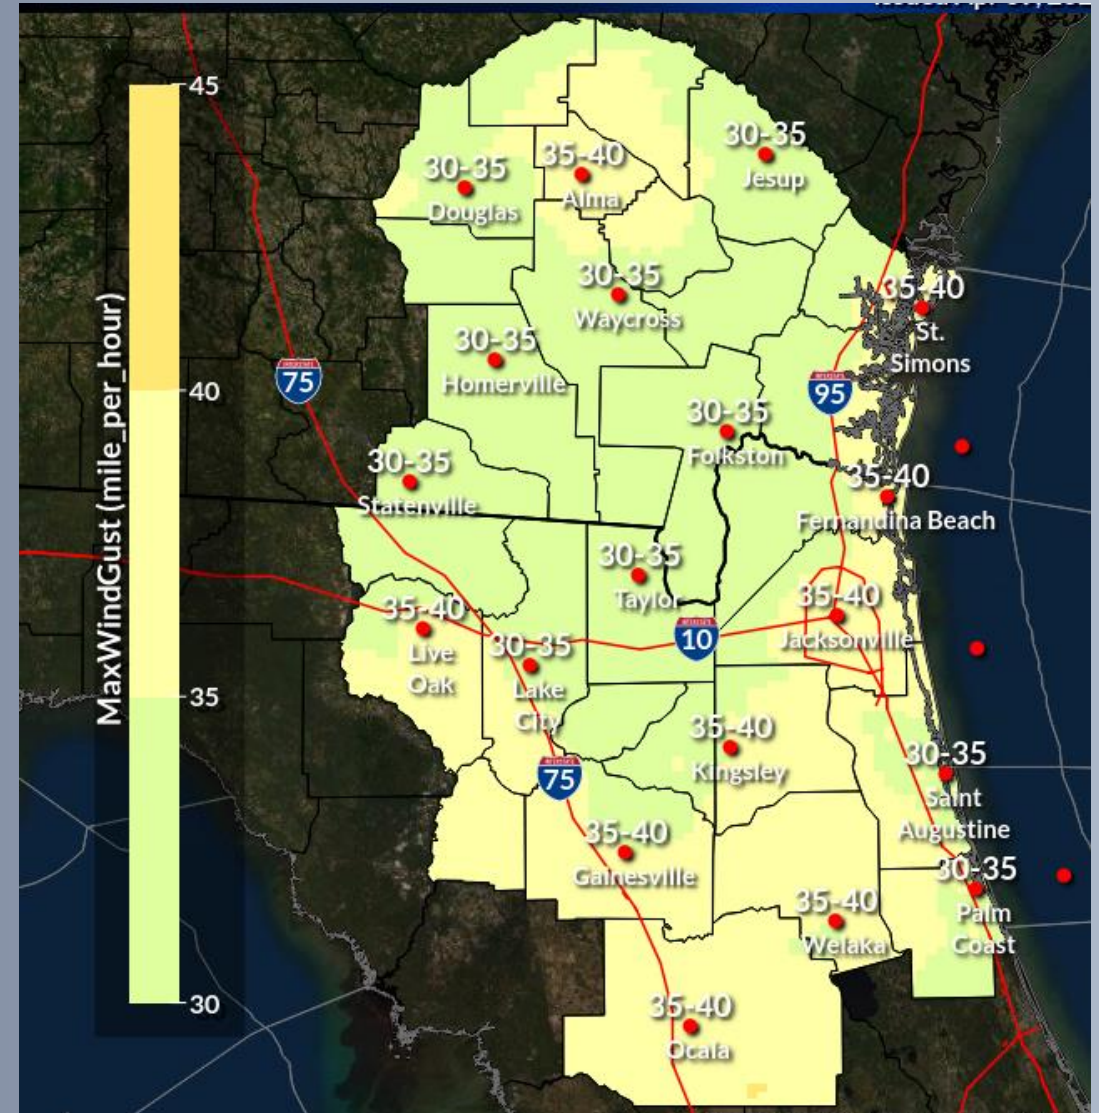 45
40
35
30
MaxWindGust (mile_per_hour)
30-35
Jesup
30-35
Douglas
35-40
Alma
30-35
Waycross
35-40
St.
Simons
30-35
Homerville
75
95
30-35
Folkston
30-35
Statenville
35-40
Fernandina Beach
30-35
Taylor
35-40
Jacksonville
10
35-40
Live
Oak
30-35
Lake
City
35-40
Kingsley
75
30-35
Saint
Augustine
35-40
Gainesville
30-35
Palm
Coast
35-40
Welaka
35-40
Ocala